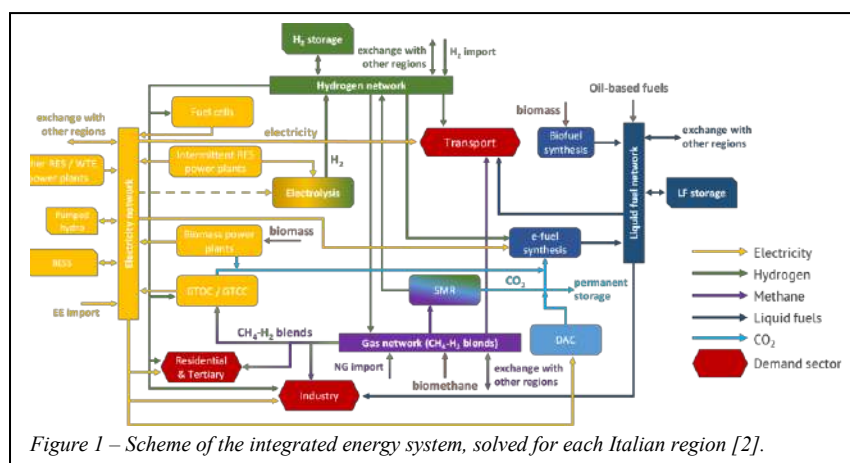 H2 storage
exchange with
other regions
H2 import
Hydrogen network
Oil-based fuels
biomass
exchange with
other regions
Fuel cells
electricity
H2
Transport
Biofuel
synthesis
exchange with
other regions
Intermittent RES
power plants
her RES / WTE
power plants
Electrolysis
LF storage
Liquid fuel network
Electricity network
Pumped
hydro
Biomass power
plants
biomass
e-fuel
synthesis
BESS
GTOC / GTCC
SMR
CO2
permanent
storage
EE import
CH4-H2 blends
Gas network (CH4-H2 blends)
DAC
Residential
& Tertiary
NG import
biomethane
exchange with
other regions
Industry
Electricity
Hydrogen
Methane
Liquid fuels
CO2
Demand sector
Figure 1 – Scheme of the integrated energy system, solved for each Italian region [2].